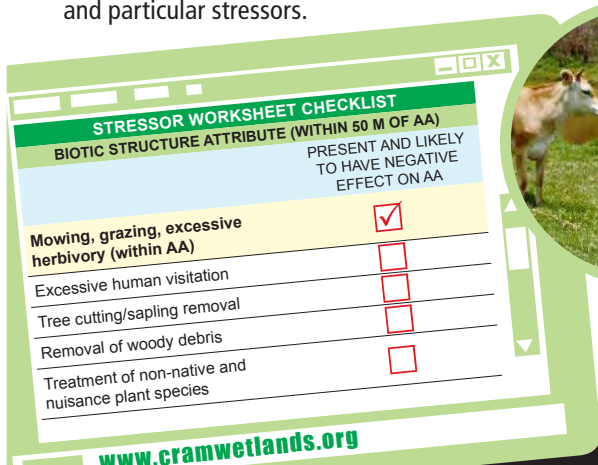 and particular stressors.
STRESSOR WORKSHEET CHECKLIST
BIOTIC STRUCTURE ATTRIBUTE (WITHIN 50 M OF AA)
PRESENT AND LIKELY
TO HAVE NEGATIVE
EFFECT ON AA
Mowing, grazing, excessive
herbivory (within AA)
Excessive human visitation
Tree cutting/sapling removal
Removal of woody debris
Treatment of non-native and
nuisance plant species
www.cramwetlands.org